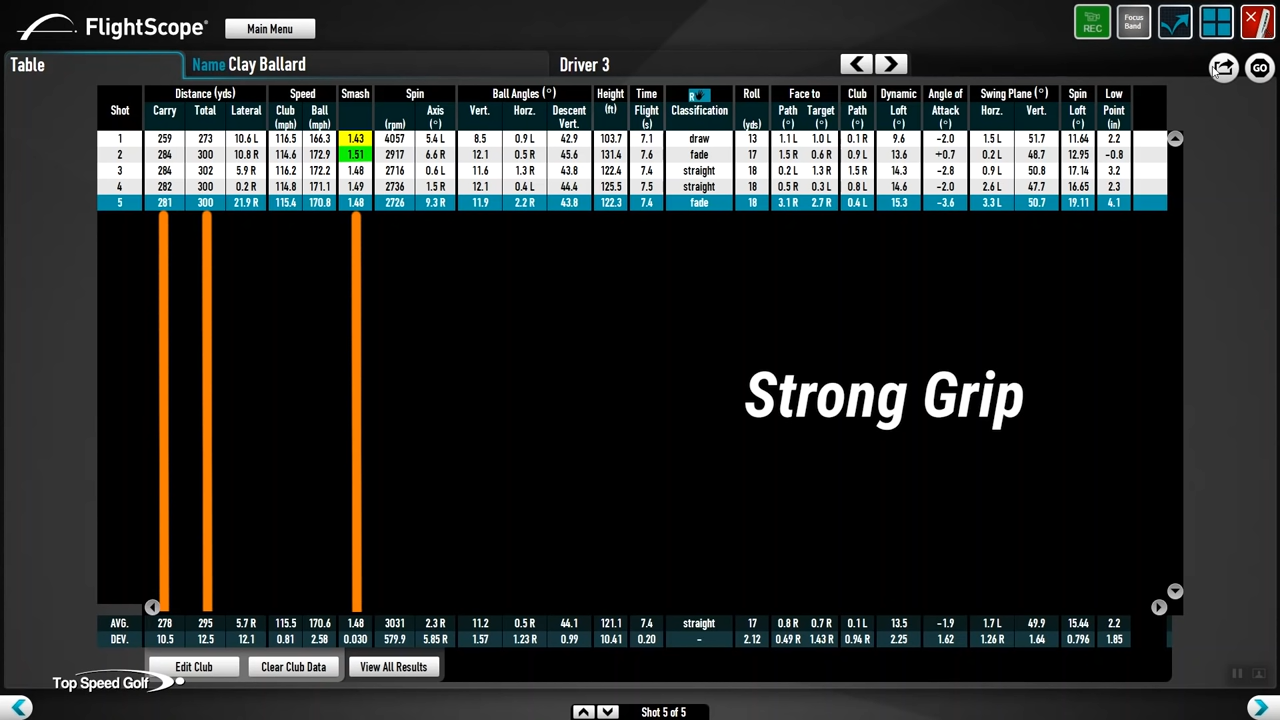 FlightScope
Main Menu
REC
Focus Band
Table
Name Clay Ballard
Driver 3
GO
Distance (yds) Speed Smash Spin Ball Angles (°) Height Time Roll Face to Club Dynamic Angle of Swing Plane (°) Spin Low
Shot Carry Total Lateral Club (mph) Ball (mph) (rpm) Axis (°) Vert. Horz. Descent Vert. (ft) Flight (s) Classification (yds) Path (°) Target (°) Path (°) Loft (°) Attack (°) Horz. Vert. Loft (°) Point (in)
1 259 273 10.6 L 116.5 166.3 1.43 4057 5.4 L 8.5 0.9 L 42.9 103.7 7.1 draw 13 1.1 L 1.0 L 0.1 R 9.6 -2.0 1.5 L 51.7 11.64 2.2
2 284 300 10.8 R 114.6 172.9 1.51 2917 6.6 R 12.1 0.5 R 45.6 131.4 7.6 fade 17 1.5 R 0.6 R 0.9 L 13.6 +0.7 0.2 L 48.7 12.95 -0.8
3 284 302 5.9 R 116.2 172.2 1.48 2716 0.6 L 11.6 1.3 R 43.8 122.4 7.4 straight 18 0.2 L 1.3 R 1.5 R 14.3 -2.8 0.9 L 50.8 17.14 3.2
4 282 300 0.2 R 114.8 171.1 1.49 2736 1.5 R 12.1 0.4 L 44.4 125.5 7.5 straight 18 0.5 R 0.3 L 0.8 L 14.6 -2.0 2.6 L 47.7 16.65 2.3
5 281 300 21.9 R 115.4 170.8 1.48 2726 9.3 R 11.9 2.2 R 43.8 122.3 7.4 fade 18 3.1 R 2.7 R 0.4 L 15.3 -3.6 3.3 L 50.7 19.11 4.1
Strong Grip
AVG. 278 295 5.7 R 115.5 170.6 1.48 3031 2.3 R 11.2 0.5 R 44.1 121.1 7.4 straight 17 0.8 R 0.7 R 0.1 L 13.5 -1.9 1.7 L 49.9 15.44 2.2
DEV. 10.5 12.5 12.1 0.81 2.58 0.030 579.9 5.85 R 1.57 1.23 R 0.99 10.41 0.20 - 2.12 0.49 R 1.43 R 0.94 R 2.25 1.62 1.26 R 1.64 0.796 1.85
Edit Club
Clear Club Data
View All Results
Top Speed Golf
Shot 5 of 5